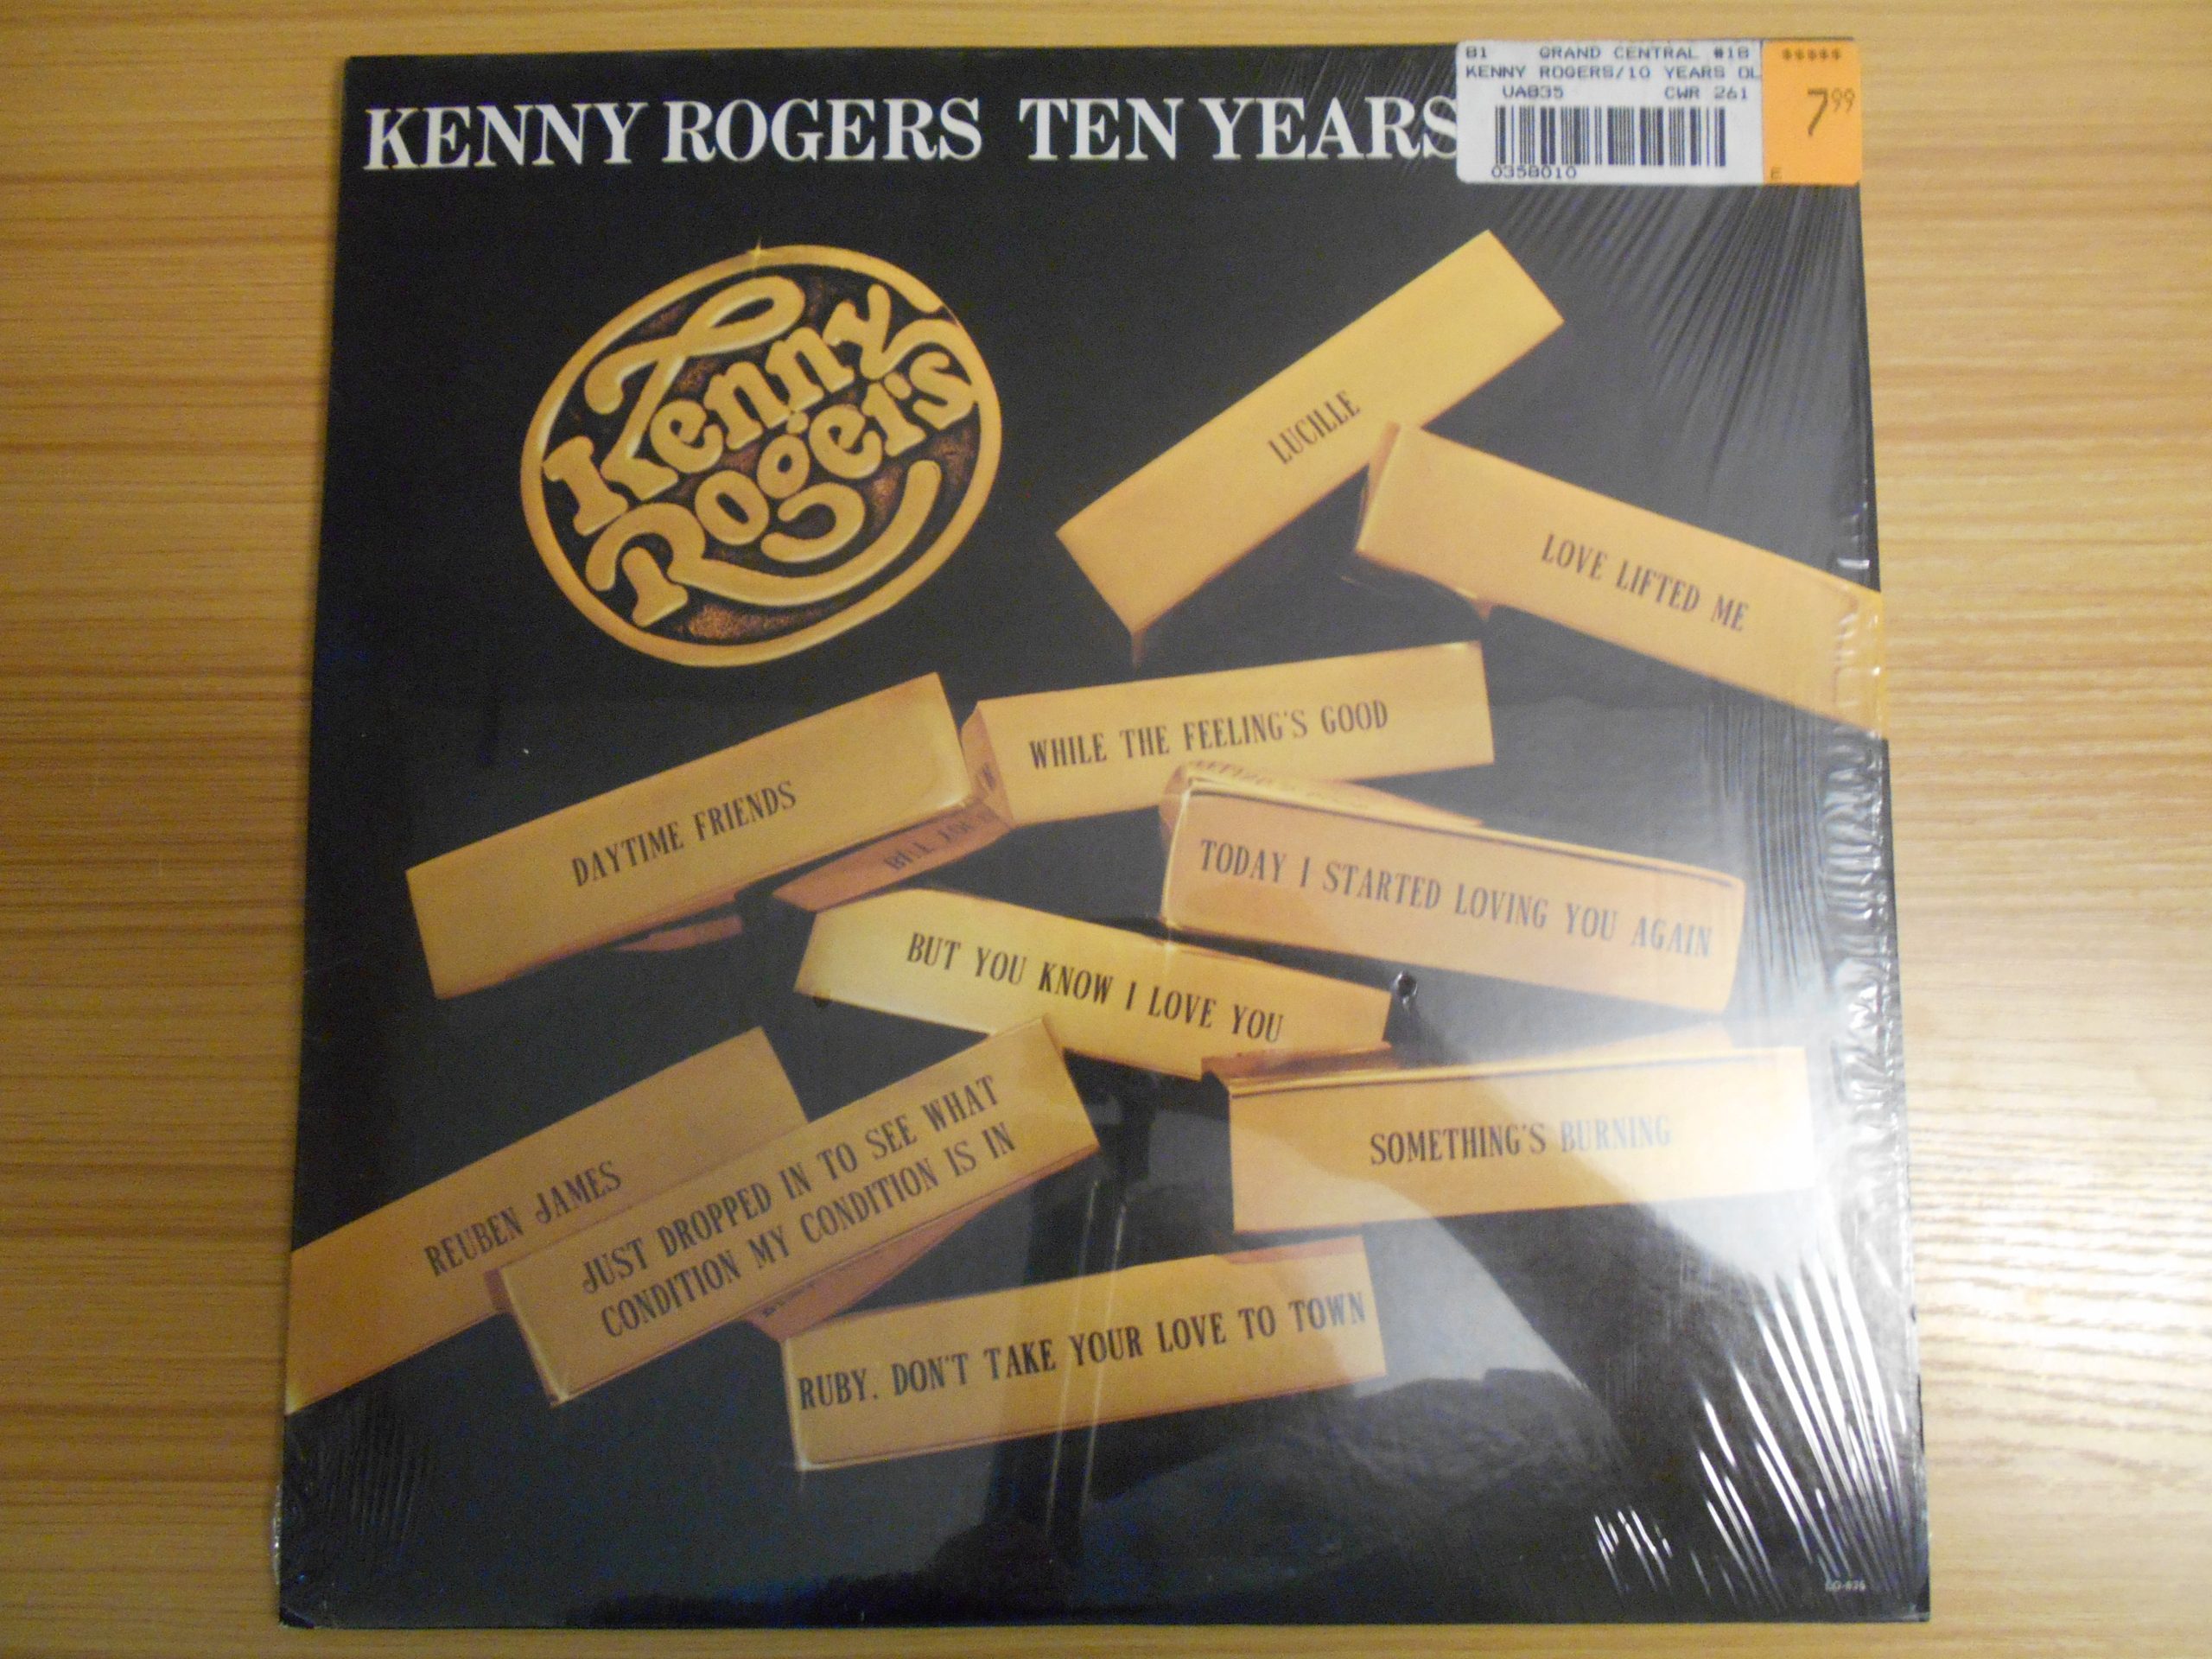 B1 GRAND CENTRAL #18
KENNY ROGERS/10 YEARS OL
UA835 CWR 261
0358010
$$$$$
7.99
E
KENNY ROGERS TEN YEARS
Kenny
Rogers
LUCILLE
LOVE LIFTED ME
WHILE THE FEELING'S GOOD
DAYTIME FRIENDS
TODAY I STARTED LOVING YOU AGAIN
BUT YOU KNOW I LOVE YOU
REUBEN JAMES
JUST DROPPED IN TO SEE WHAT
CONDITION MY CONDITION IS IN
SOMETHING'S BURNING
RUBY. DON'T TAKE YOUR LOVE TO TOWN